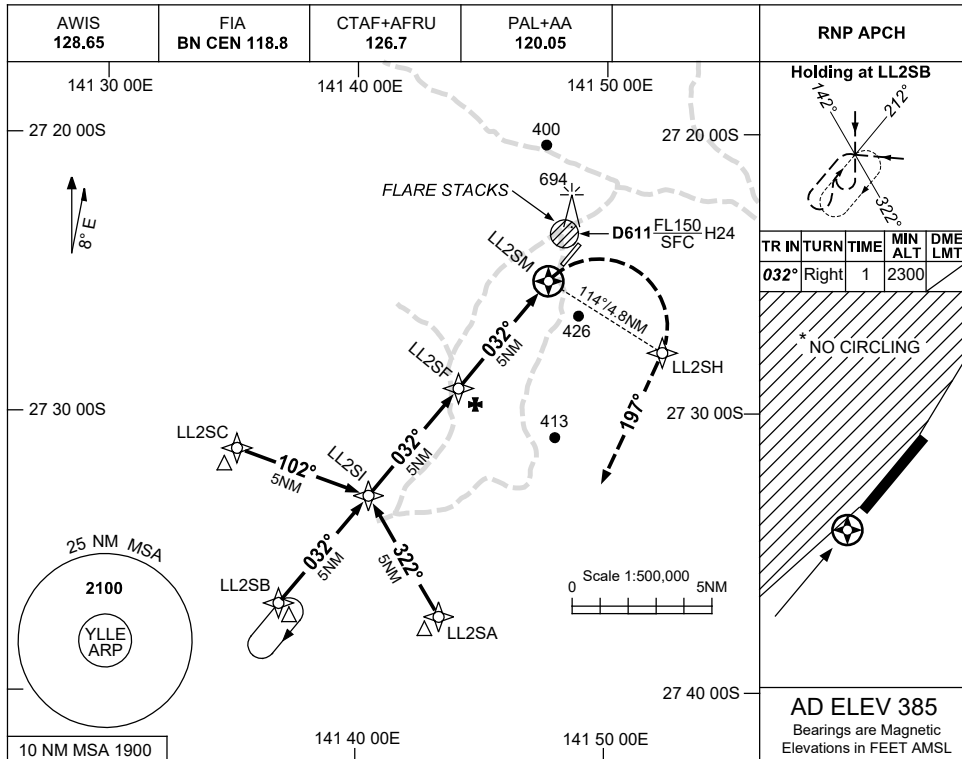 AWIS
128.65
FIA
BN CEN 118.8
CTAF+AFRU
126.7
PAL+AA
120.05
RNP APCH
141 30 00E
141 40 00E
141 50 00E
27 20 00S
27 20 00S
400
694
FLARE STACKS
D611 FL150 H24
SFC
8° E
LL2SM
114°/4.8NM
426
032°
5NM
LL2SH
LL2SF
197°
27 30 00S
27 30 00S
413
LL2SC
102°
5NM
LL2SI
032°
5NM
25 NM MSA
2100
YLLE
ARP
LL2SB
032°
5NM
322°
5NM
LL2SA
Scale 1:500,000
0
5NM
27 40 00S
141 40 00E
141 50 00E
10 NM MSA 1900
Holding at LL2SB
142°
212°
322°
TR IN TURN TIME MIN ALT DME LMT
032° Right 1 2300
* NO CIRCLING
AD ELEV 385
Bearings are Magnetic
Elevations in FEET AMSL